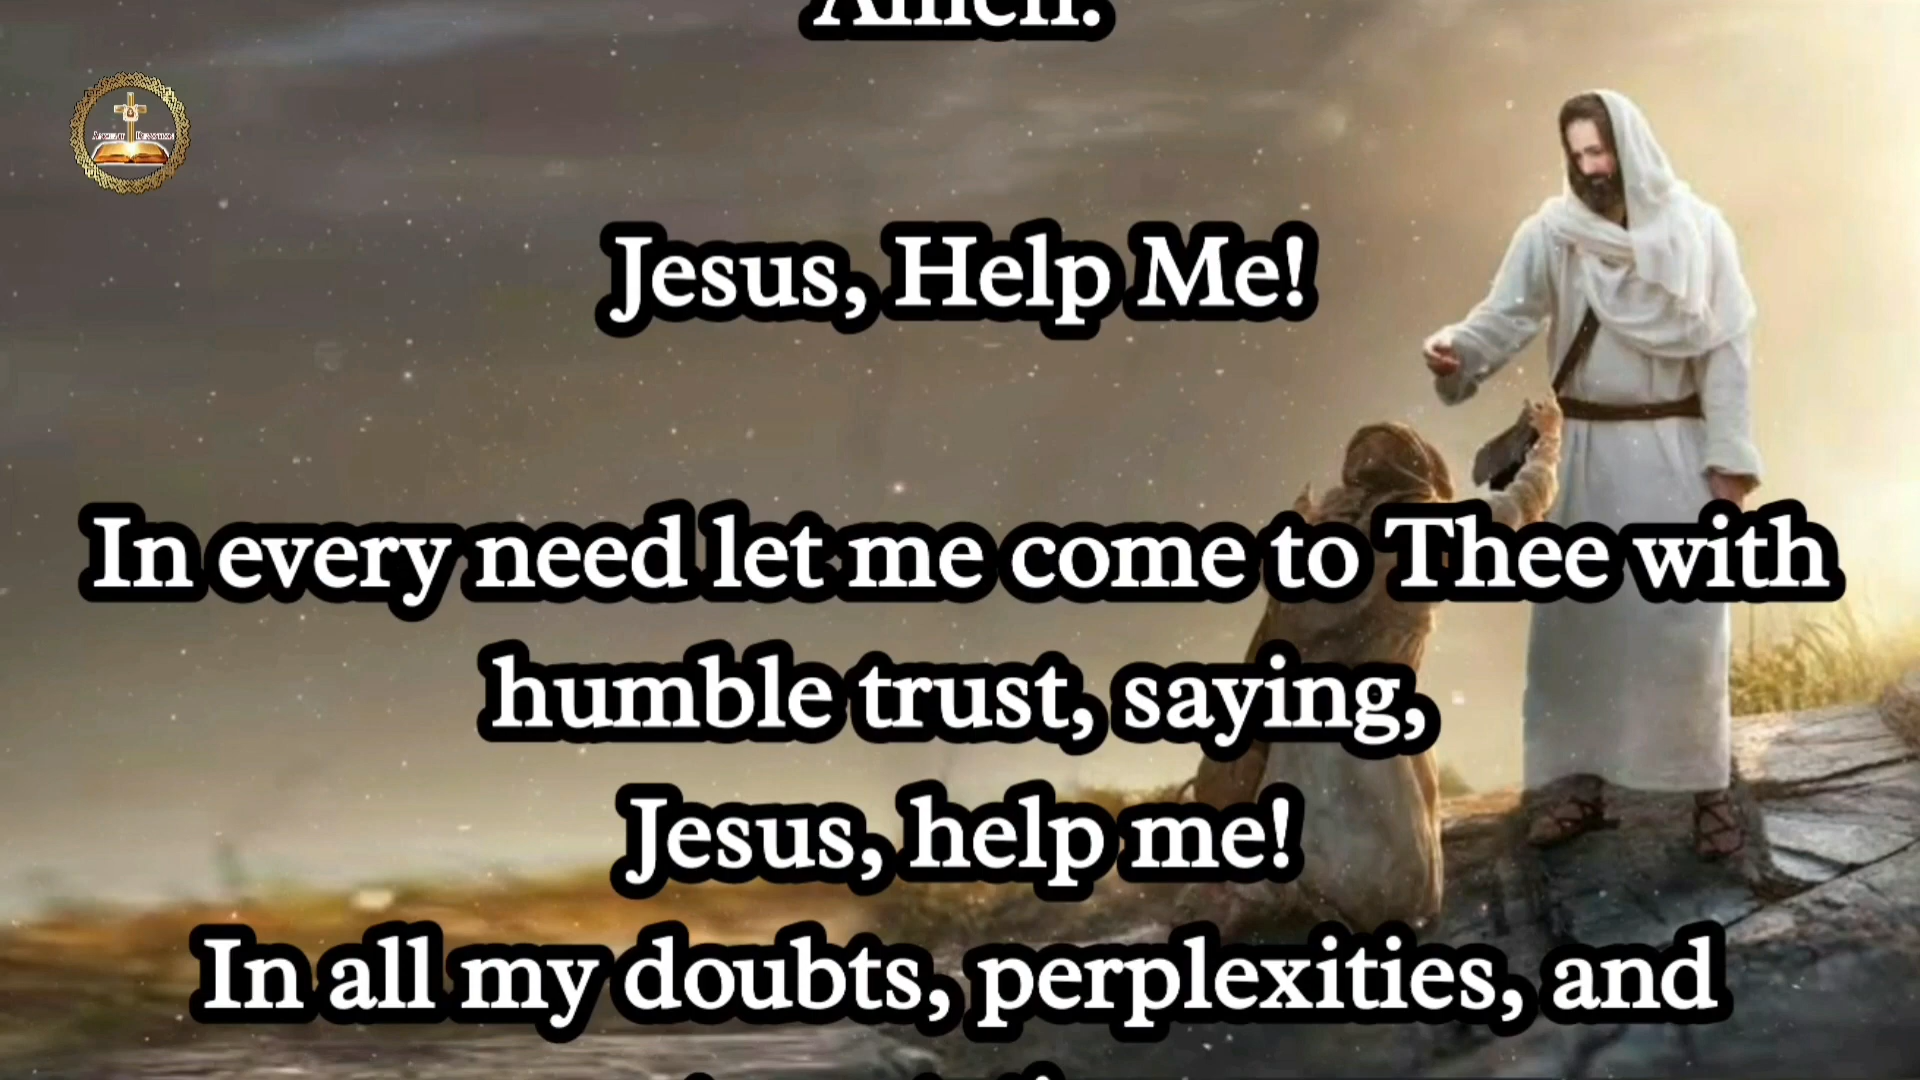 Amen.
Jesus, Help Me!
In every need let me come to Thee with
humble trust, saying,
Jesus, help me!
In all my doubts, perplexities, and